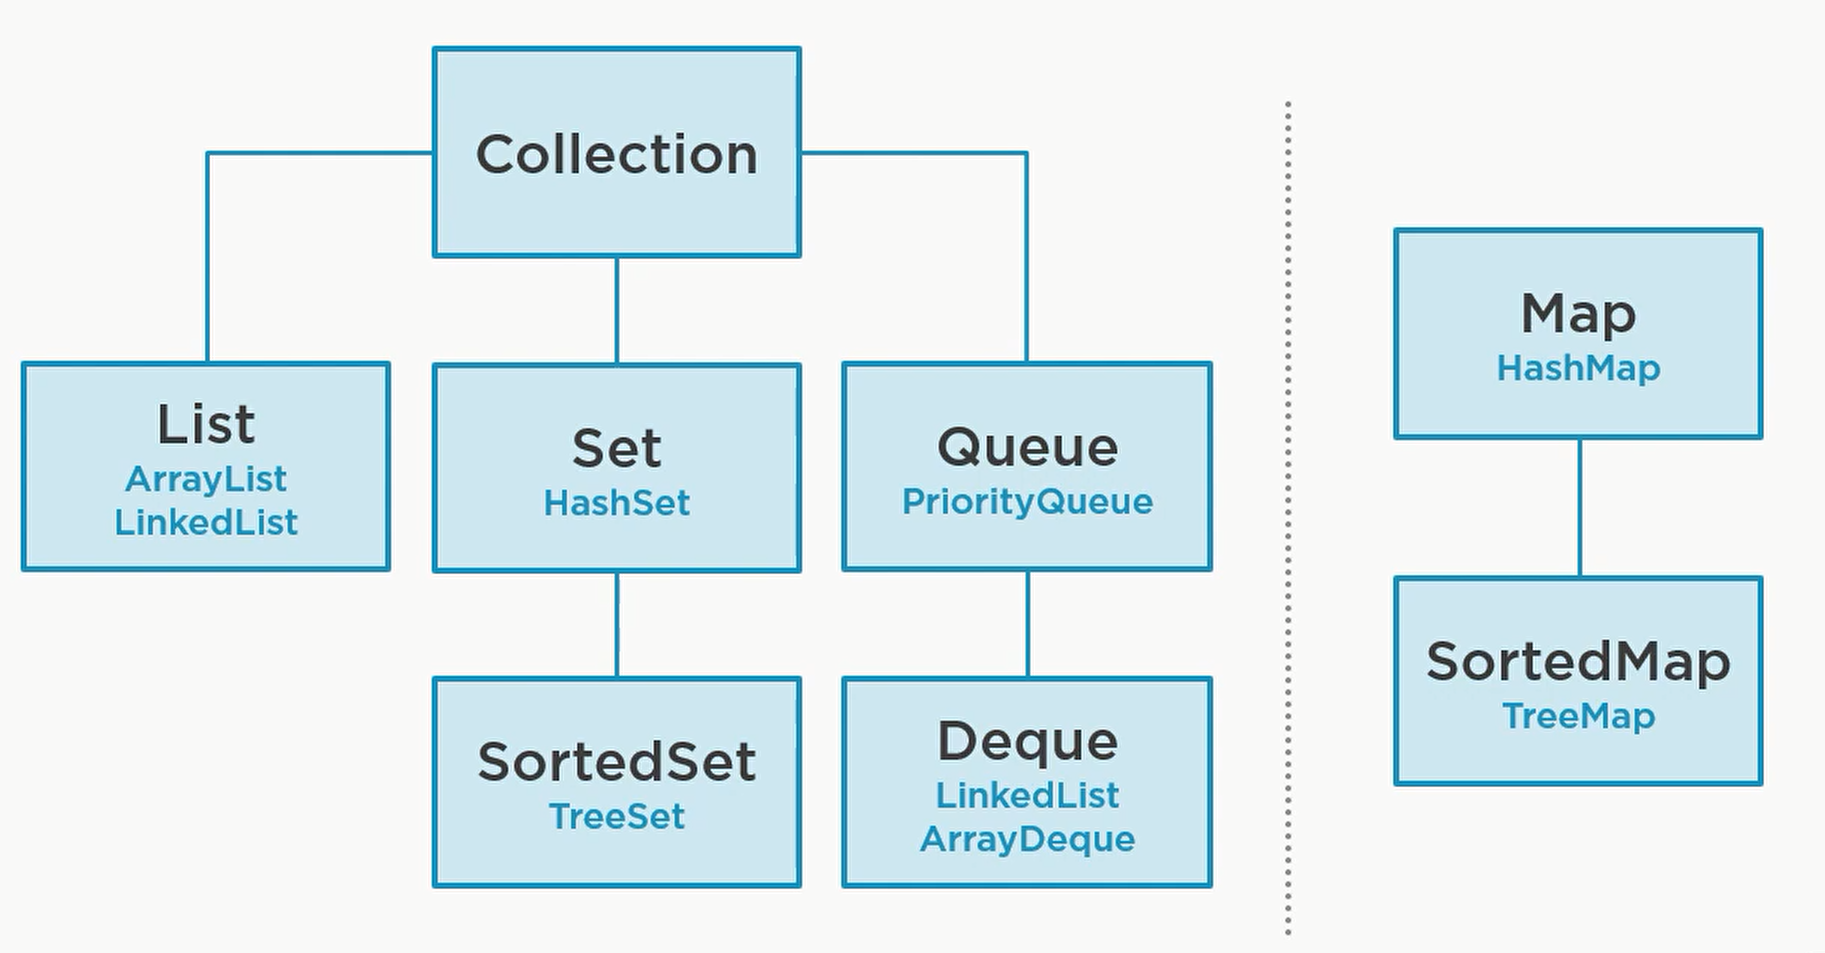 Collection
List
ArrayList
LinkedList
Set
HashSet
Queue
PriorityQueue
SortedSet
TreeSet
Deque
LinkedList
ArrayDeque
Map
HashMap
SortedMap
TreeMap